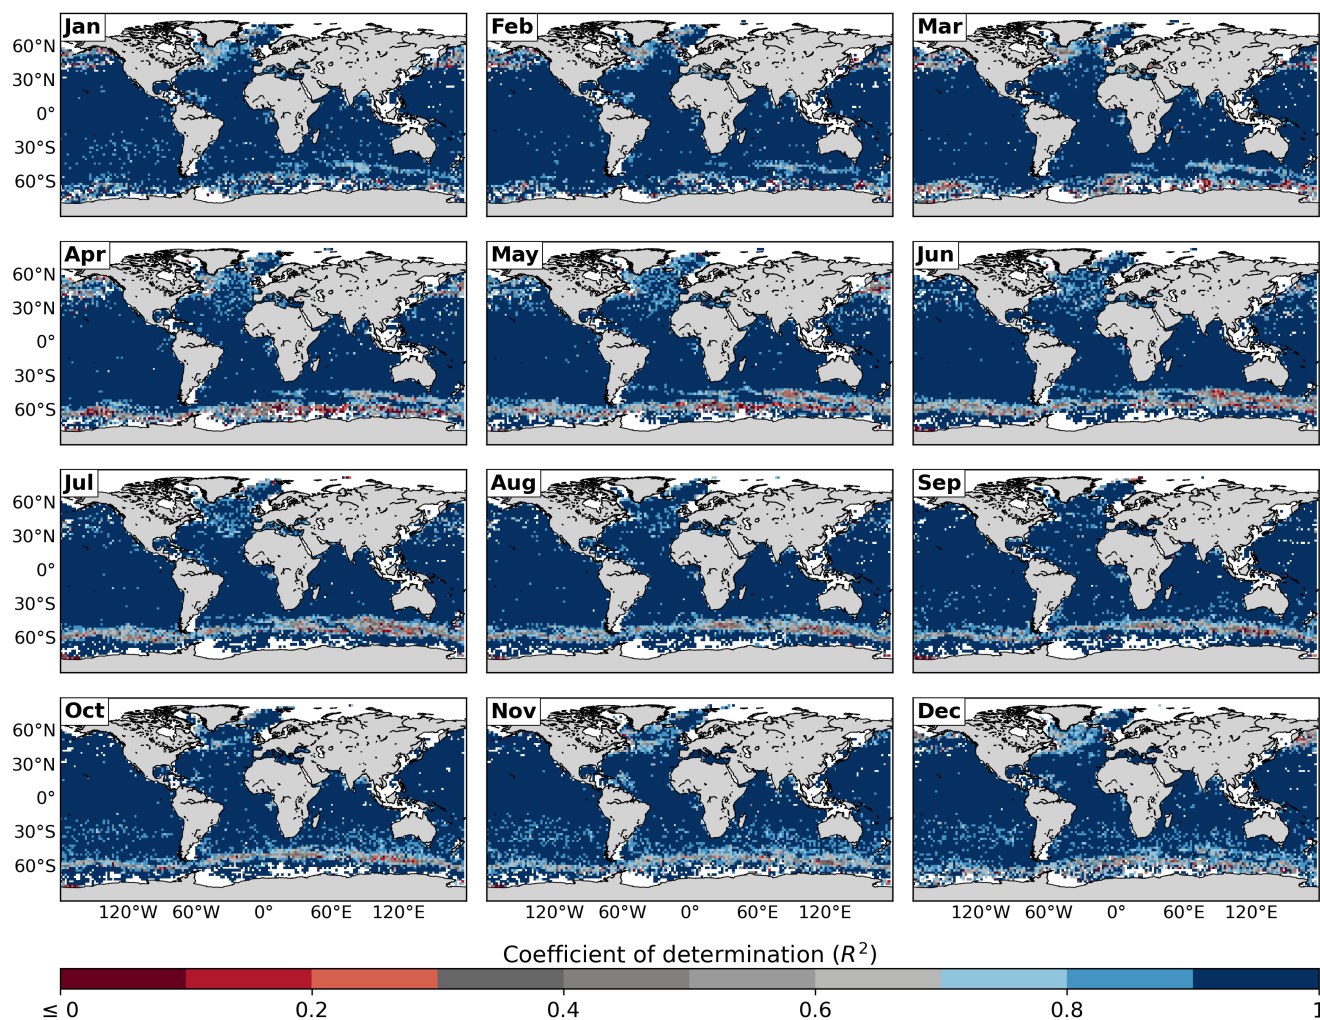 Jan Feb Mar
60°N
30°N
0°
30°S
60°S
Apr May Jun
60°N
30°N
0°
30°S
60°S
Jul Aug Sep
60°N
30°N
0°
30°S
60°S
Oct Nov Dec
60°N
30°N
0°
30°S
60°S
120°W 60°W 0° 60°E 120°E 120°W 60°W 0° 60°E 120°E 120°W 60°W 0° 60°E 120°E
Coefficient of determination (R²)
≤ 0 0.2 0.4 0.6 0.8 1